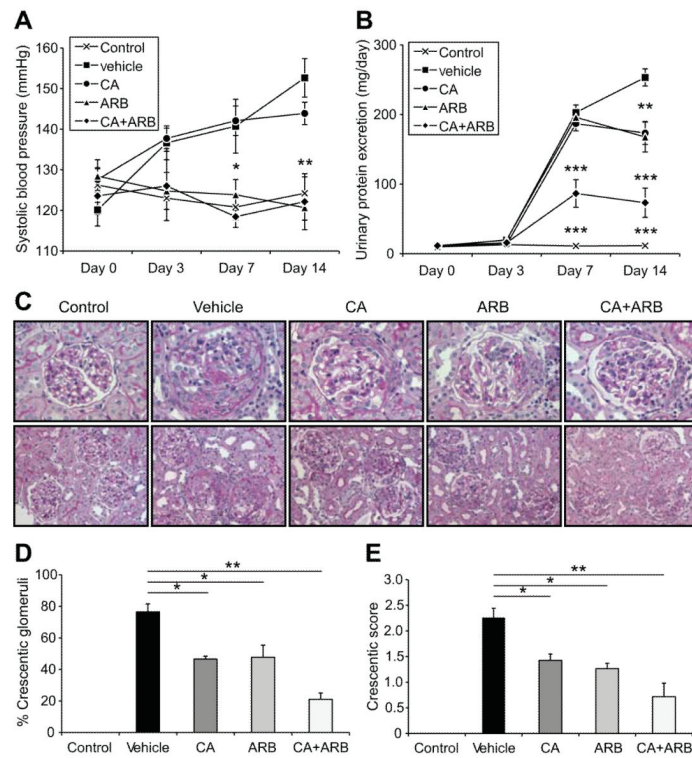 A
Systolic blood pressure (mmHg)
160
150
140
130
120
110
Control
vehicle
CA
ARB
CA+ARB
*
**
Day 0 Day 3 Day 7 Day 14
B
Urinary protein excretion (mg/day)
300
200
100
0
Control
vehicle
CA
ARB
CA+ARB
**
*** ***
*** ***
Day 0 Day 3 Day 7 Day 14
C
Control Vehicle CA ARB CA+ARB
D
% Crescentic glomeruli
100
80
60
40
20
0
**
*
*
Control Vehicle CA ARB CA+ARB
E
Crescentic score
3.0
2.5
2.0
1.5
1.0
0.5
0
**
*
*
Control Vehicle CA ARB CA+ARB